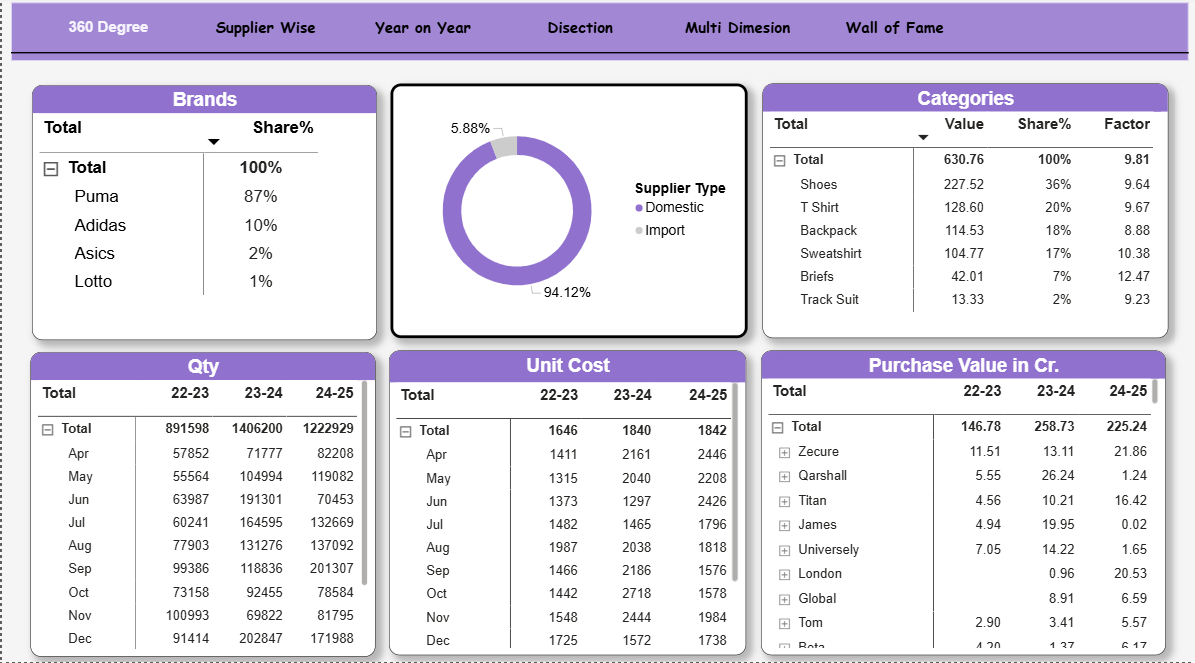 360 Degree Supplier Wise Year on Year Disection Multi Dimesion Wall of Fame
Brands
Total Share%
Total 100%
Puma 87%
Adidas 10%
Asics 2%
Lotto 1%
5.88%
94.12%
Supplier Type
Domestic
Import
Categories
Total Value Share% Factor
Total 630.76 100% 9.81
Shoes 227.52 36% 9.64
T Shirt 128.60 20% 9.67
Backpack 114.53 18% 8.88
Sweatshirt 104.77 17% 10.38
Briefs 42.01 7% 12.47
Track Suit 13.33 2% 9.23
Qty
Total 22-23 23-24 24-25
Total 891598 1406200 1222929
Apr 57852 71777 82208
May 55564 104994 119082
Jun 63987 191301 70453
Jul 60241 164595 132669
Aug 77903 131276 137092
Sep 99386 118836 201307
Oct 73158 92455 78584
Nov 100993 69822 81795
Dec 91414 202847 171988
Unit Cost
Total 22-23 23-24 24-25
Total 1646 1840 1842
Apr 1411 2161 2446
May 1315 2040 2208
Jun 1373 1297 2426
Jul 1482 1465 1796
Aug 1987 2038 1818
Sep 1466 2186 1576
Oct 1442 2718 1578
Nov 1548 2444 1984
Dec 1725 1572 1738
Purchase Value in Cr.
Total 22-23 23-24 24-25
Total 146.78 258.73 225.24
Zecure 11.51 13.11 21.86
Qarshall 5.55 26.24 1.24
Titan 4.56 10.21 16.42
James 4.94 19.95 0.02
Universely 7.05 14.22 1.65
London 0.96 20.53
Global 8.91 6.59
Tom 2.90 3.41 5.57
Beta 4.20 1.37 6.17